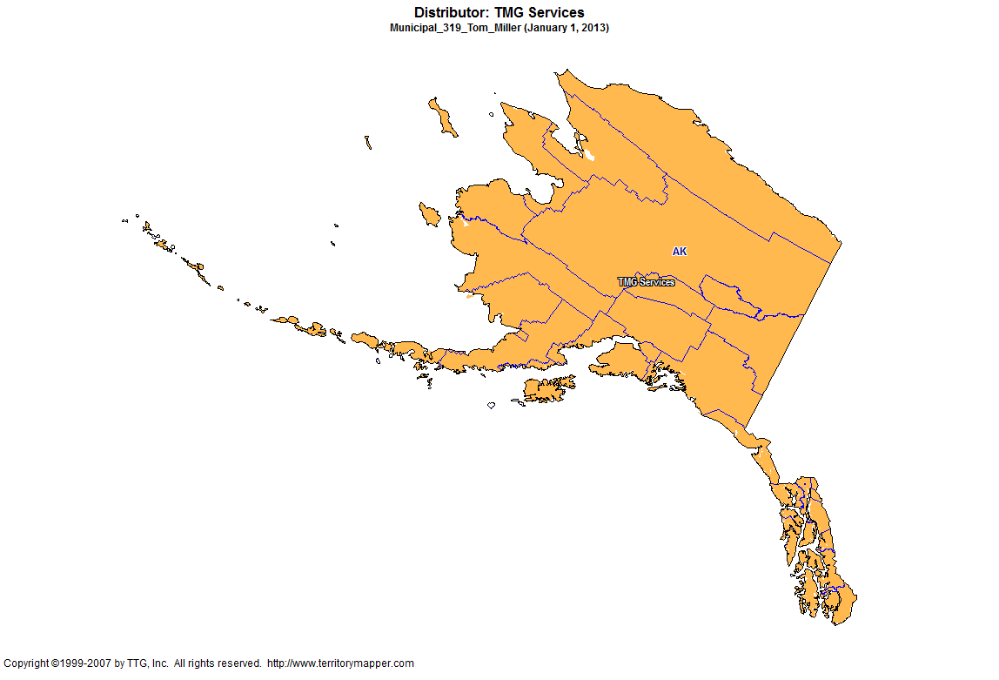 Distributor: TMG Services
Municipal_319_Tom_Miller (January 1, 2013)
AK
TMG Services
Copyright ©1999-2007 by TTG, Inc.  All rights reserved.  http://www.territorymapper.com